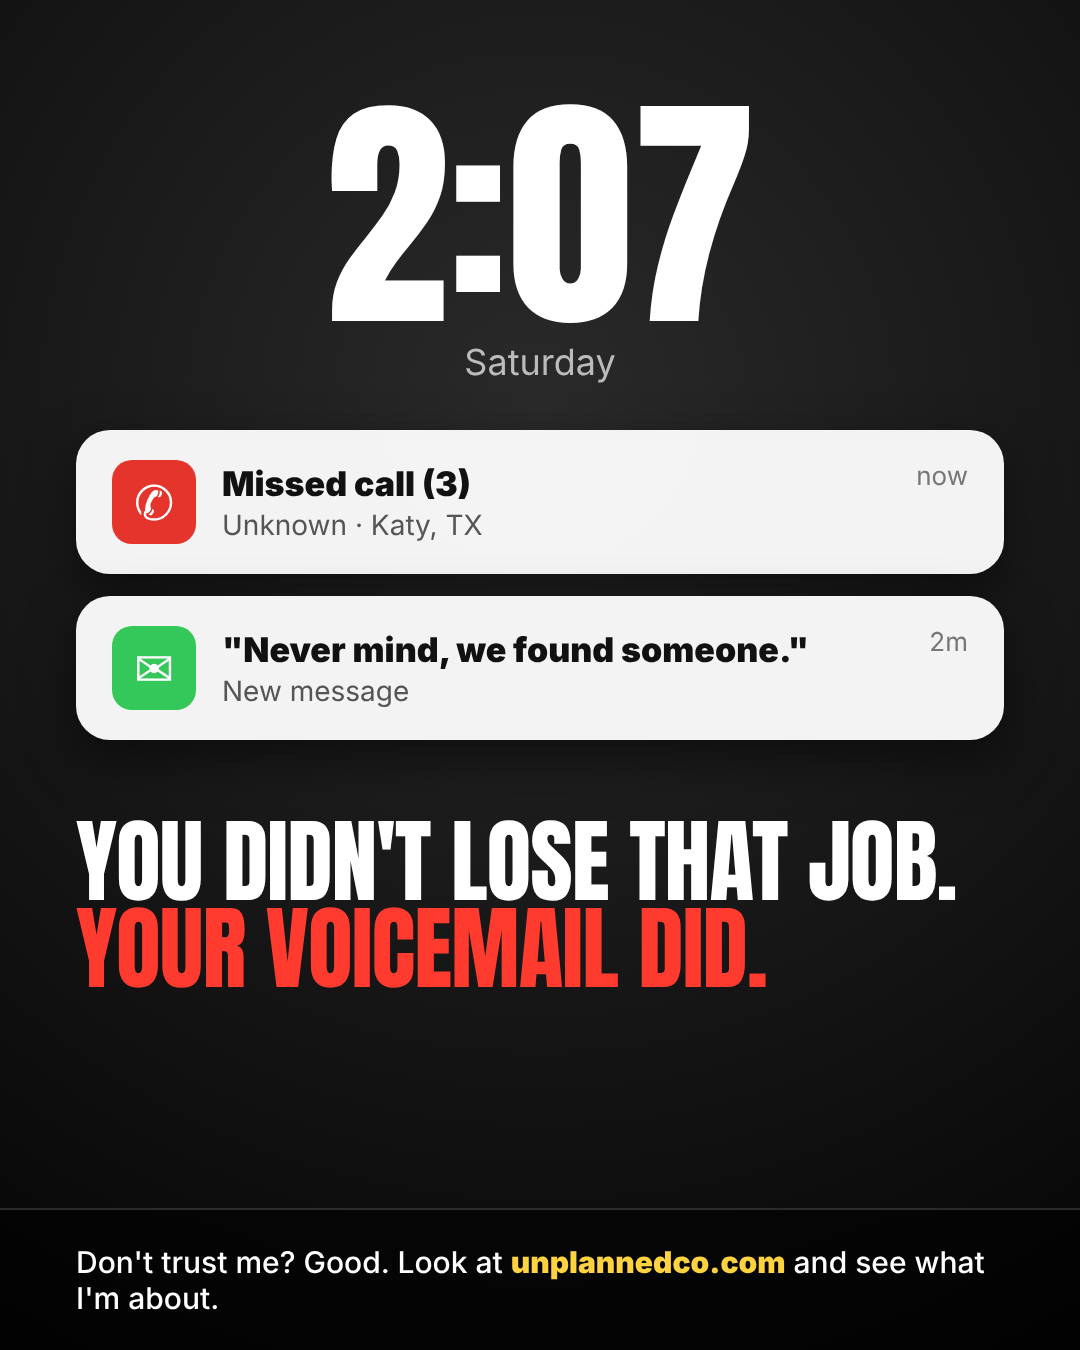 2:07
Saturday
Missed call (3)
now
Unknown · Katy, TX
"Never mind, we found someone."
2m
New message
YOU DIDN'T LOSE THAT JOB.
YOUR VOICEMAIL DID.
Don't trust me? Good. Look at unplannedco.com and see what
I'm about.